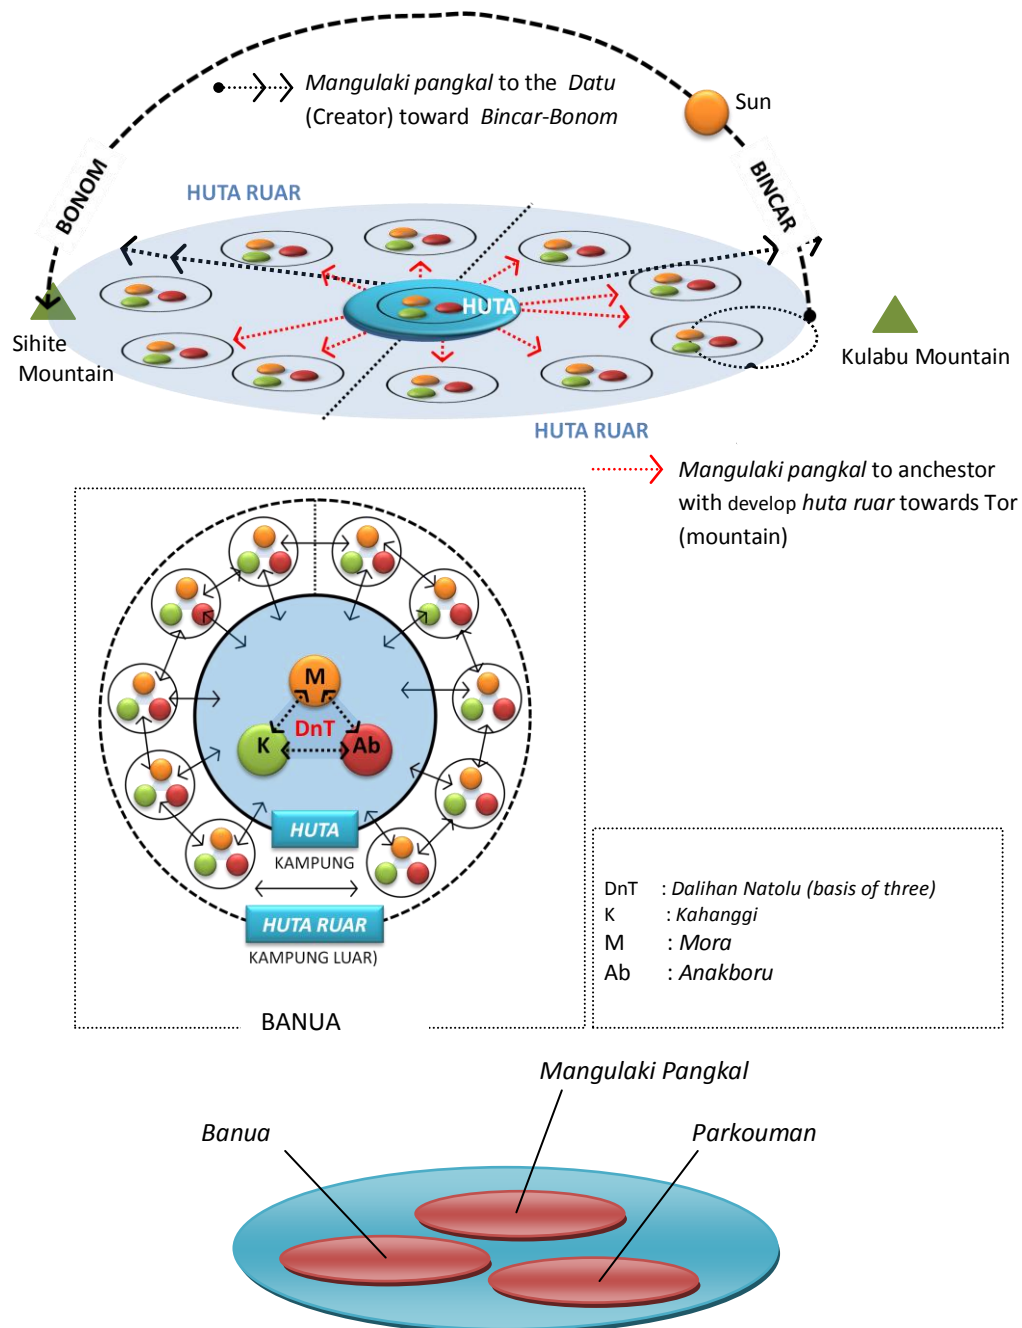 Mangulaki pangkal to the Datu
(Creator) toward Bincar-Bonom
Sun
BONOM
BINCAR
HUTA RUAR
HUTA
Sihite
Mountain
Kulabu Mountain
HUTA RUAR
Mangulaki pangkal to anchestor
with develop huta ruar towards Tor
(mountain)
M
DnT
K
Ab
HUTA
KAMPUNG
HUTA RUAR
KAMPUNG LUAR)
BANUA
DnT : Dalihan Natolu (basis of three)
K : Kahanggi
M : Mora
Ab : Anakboru
Mangulaki Pangkal
Banua
Parkouman